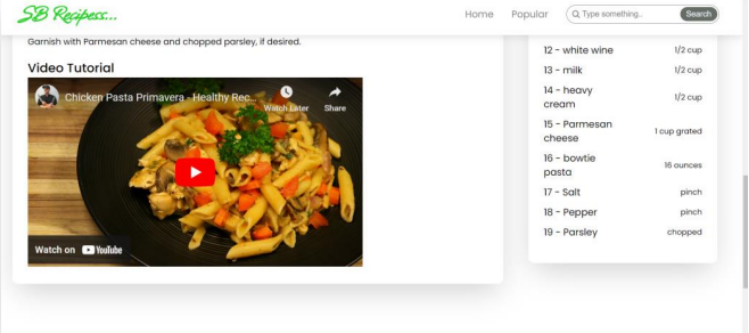 SB Recipess...
Home
Popular
Type something..
Search
Garnish with Parmesan cheese and chopped parsley, if desired.
Video Tutorial
Chicken Pasta Primavera - Healthy Rec...
Watch Later
Share
Watch on YouTube
12 - white wine 1/2 cup
13 - milk 1/2 cup
14 - heavy
cream 1/2 cup
15 - Parmesan
cheese 1 cup grated
16 - bowtie
pasta 16 ounces
17 - Salt pinch
18 - Pepper pinch
19 - Parsley chopped